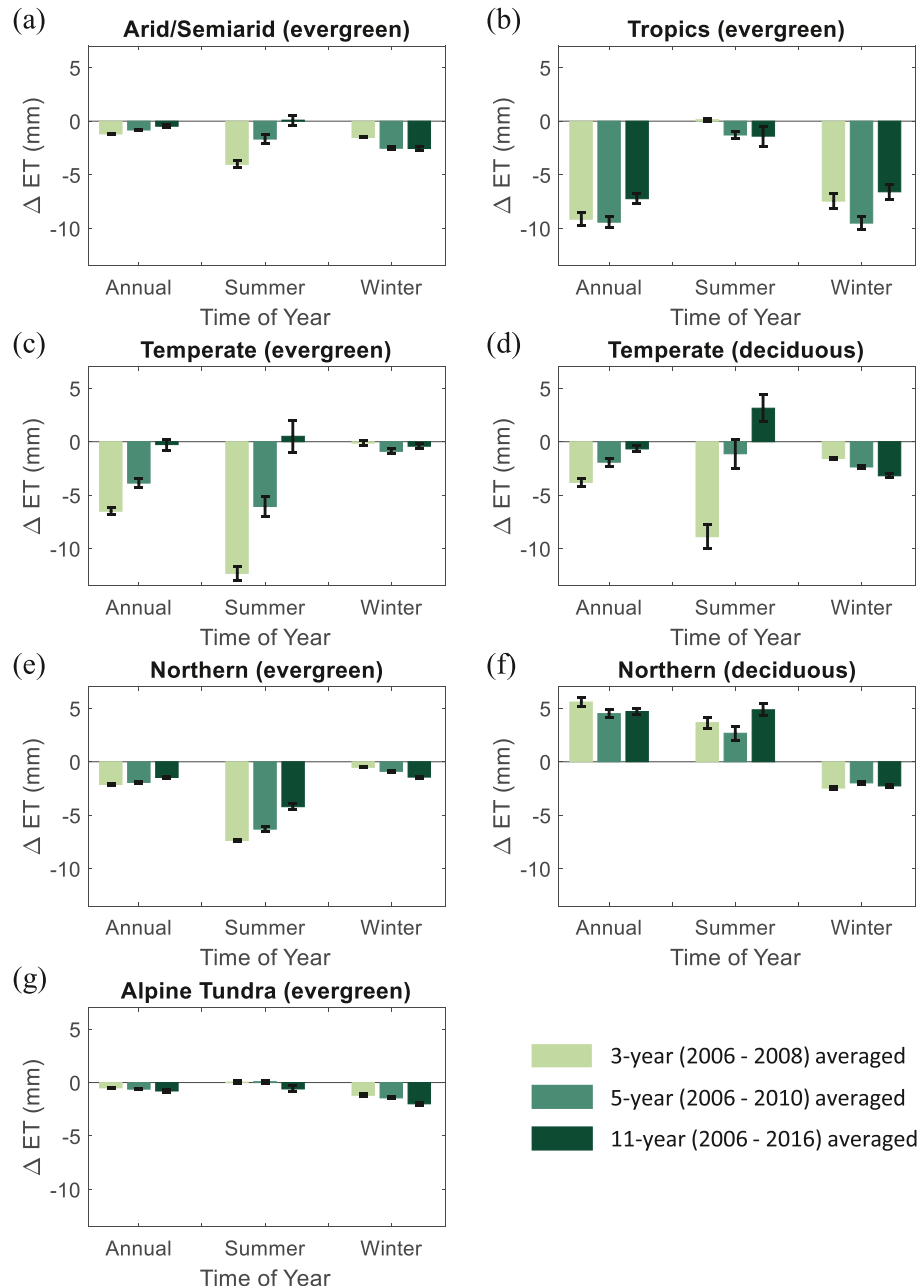 (a)
Arid/Semiarid (evergreen)
5
0
-5
-10
Δ ET (mm)
Annual Summer Winter
Time of Year
(b)
Tropics (evergreen)
5
0
-5
-10
Δ ET (mm)
Annual Summer Winter
Time of Year
(c)
Temperate (evergreen)
5
0
-5
-10
Δ ET (mm)
Annual Summer Winter
Time of Year
(d)
Temperate (deciduous)
5
0
-5
-10
Δ ET (mm)
Annual Summer Winter
Time of Year
(e)
Northern (evergreen)
5
0
-5
-10
Δ ET (mm)
Annual Summer Winter
Time of Year
(f)
Northern (deciduous)
5
0
-5
-10
Δ ET (mm)
Annual Summer Winter
Time of Year
(g)
Alpine Tundra (evergreen)
5
0
-5
-10
Δ ET (mm)
Annual Summer Winter
Time of Year
3-year (2006 - 2008) averaged
5-year (2006 - 2010) averaged
11-year (2006 - 2016) averaged